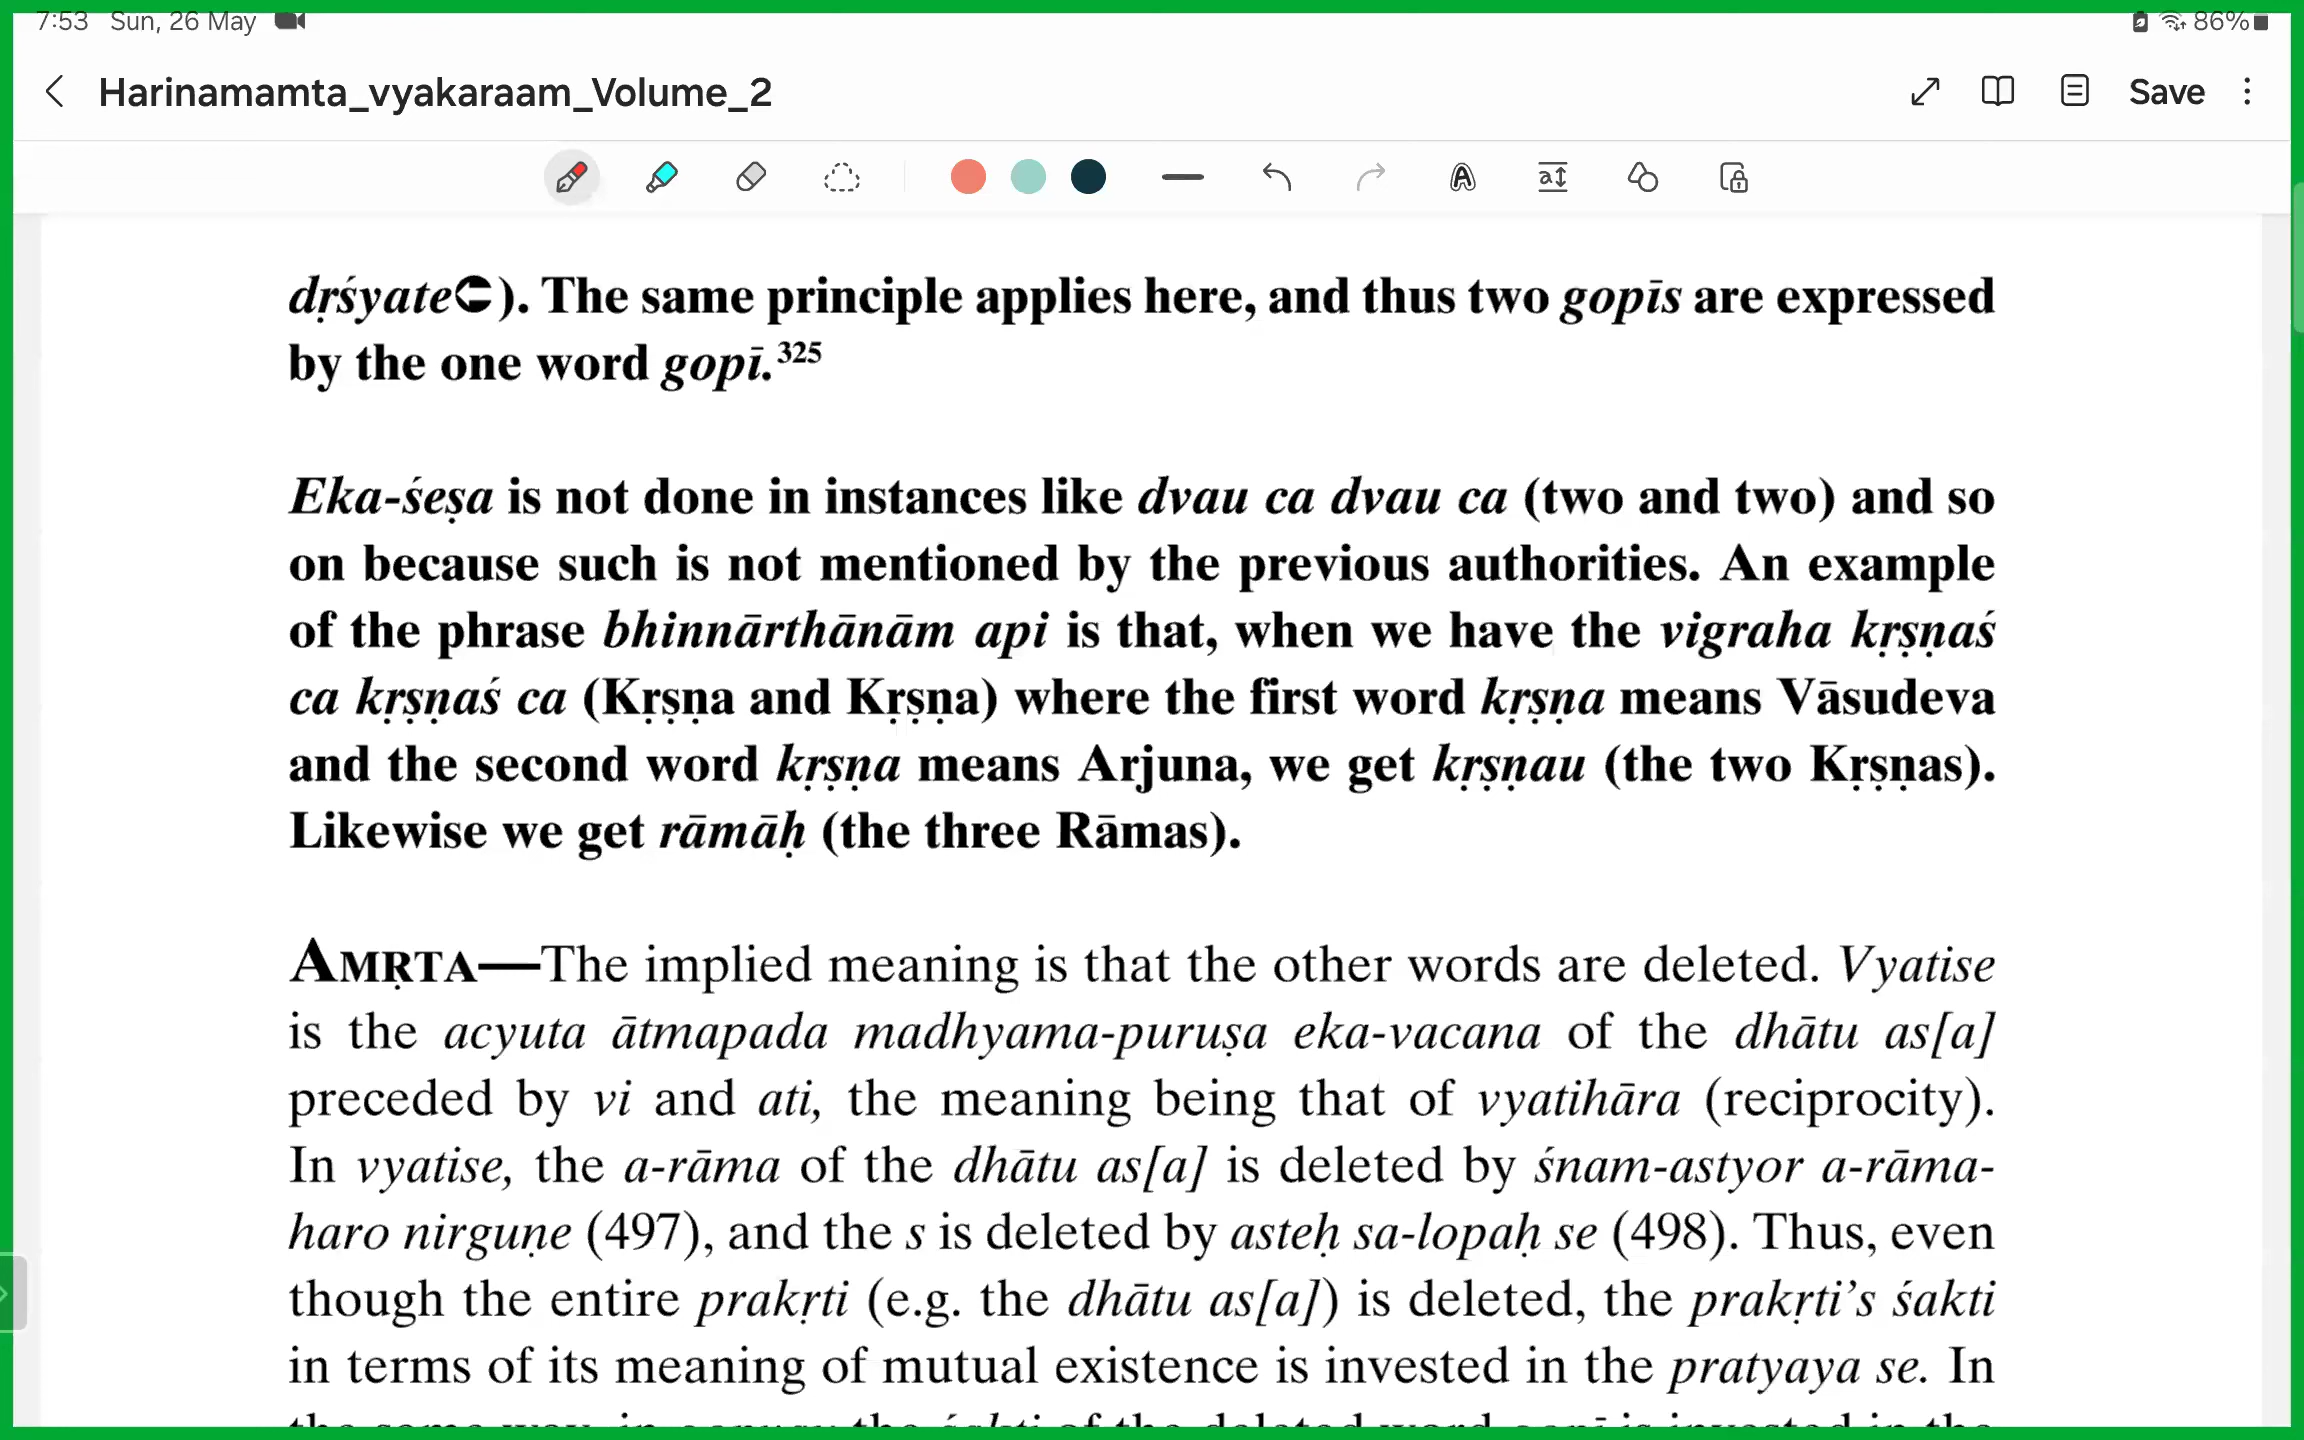 7:53 Sun, 26 May 86%
Harinamamta_vyakaraam_Volume_2 Save
dṛśyate). The same principle applies here, and thus two gopīs are expressed
by the one word gopī.³²⁵
Eka-śeṣa is not done in instances like dvau ca dvau ca (two and two) and so
on because such is not mentioned by the previous authorities. An example
of the phrase bhinnārthānām api is that, when we have the vigraha kṛṣṇaś
ca kṛṣṇaś ca (Kṛṣṇa and Kṛṣṇa) where the first word kṛṣṇa means Vāsudeva
and the second word kṛṣṇa means Arjuna, we get kṛṣṇau (the two Kṛṣṇas).
Likewise we get rāmāḥ (the three Rāmas).
AMṚTA—The implied meaning is that the other words are deleted. Vyatise
is the acyuta ātmapada madhyama-puruṣa eka-vacana of the dhātu as[a]
preceded by vi and ati, the meaning being that of vyatihāra (reciprocity).
In vyatise, the a-rāma of the dhātu as[a] is deleted by śnam-astyor a-rāma-
haro nirguṇe (497), and the s is deleted by asteḥ sa-lopaḥ se (498). Thus, even
though the entire prakṛti (e.g. the dhātu as[a]) is deleted, the prakṛti's śakti
in terms of its meaning of mutual existence is invested in the pratyaya se. In